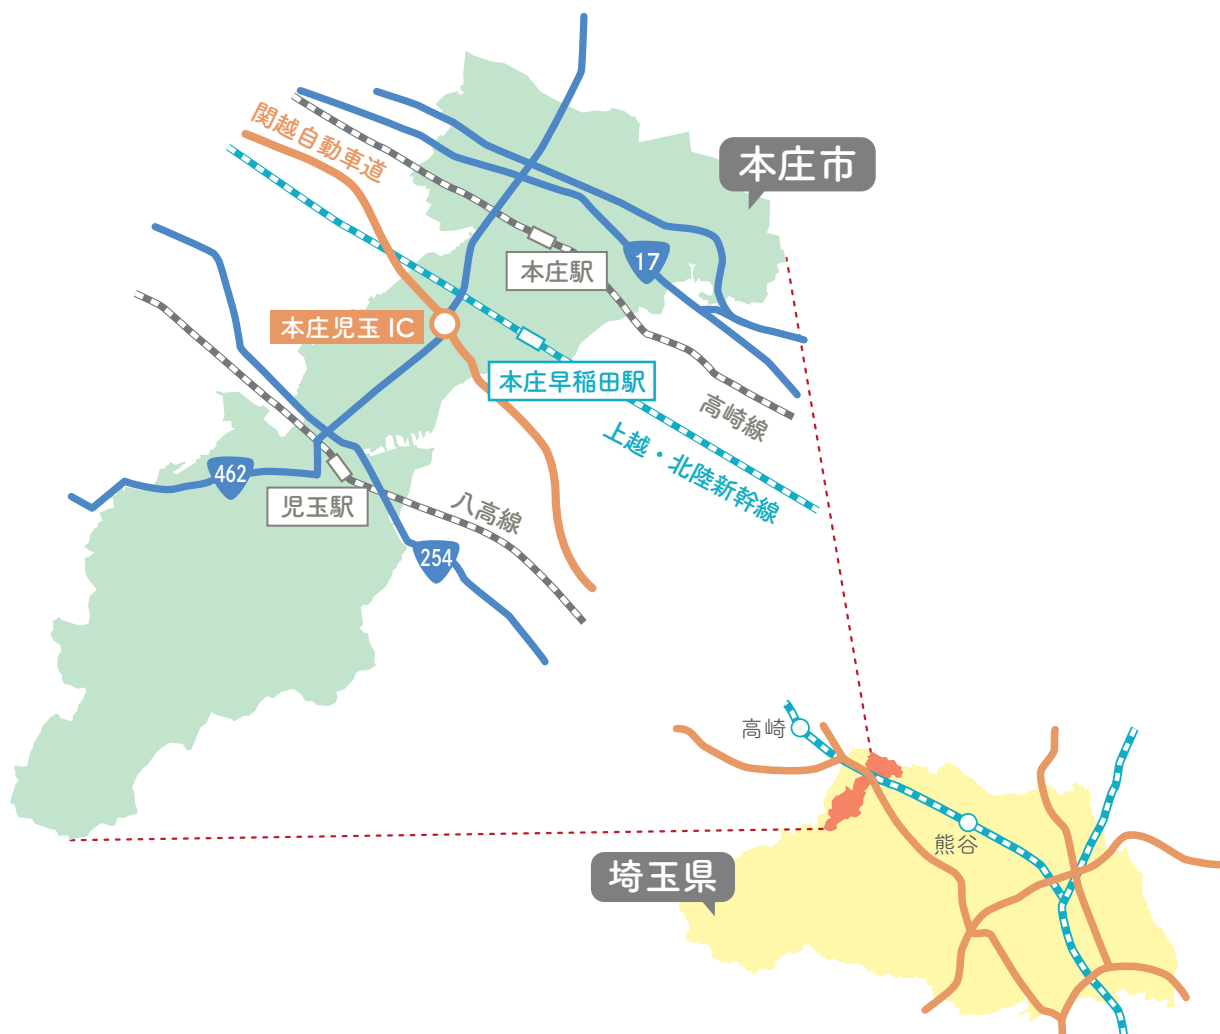 関越自動車道
本庄市
本庄駅
17
本庄児玉 IC
本庄早稲田駅
高崎線
上越・北陸新幹線
462
児玉駅
八高線
254
高崎
熊谷
埼玉県